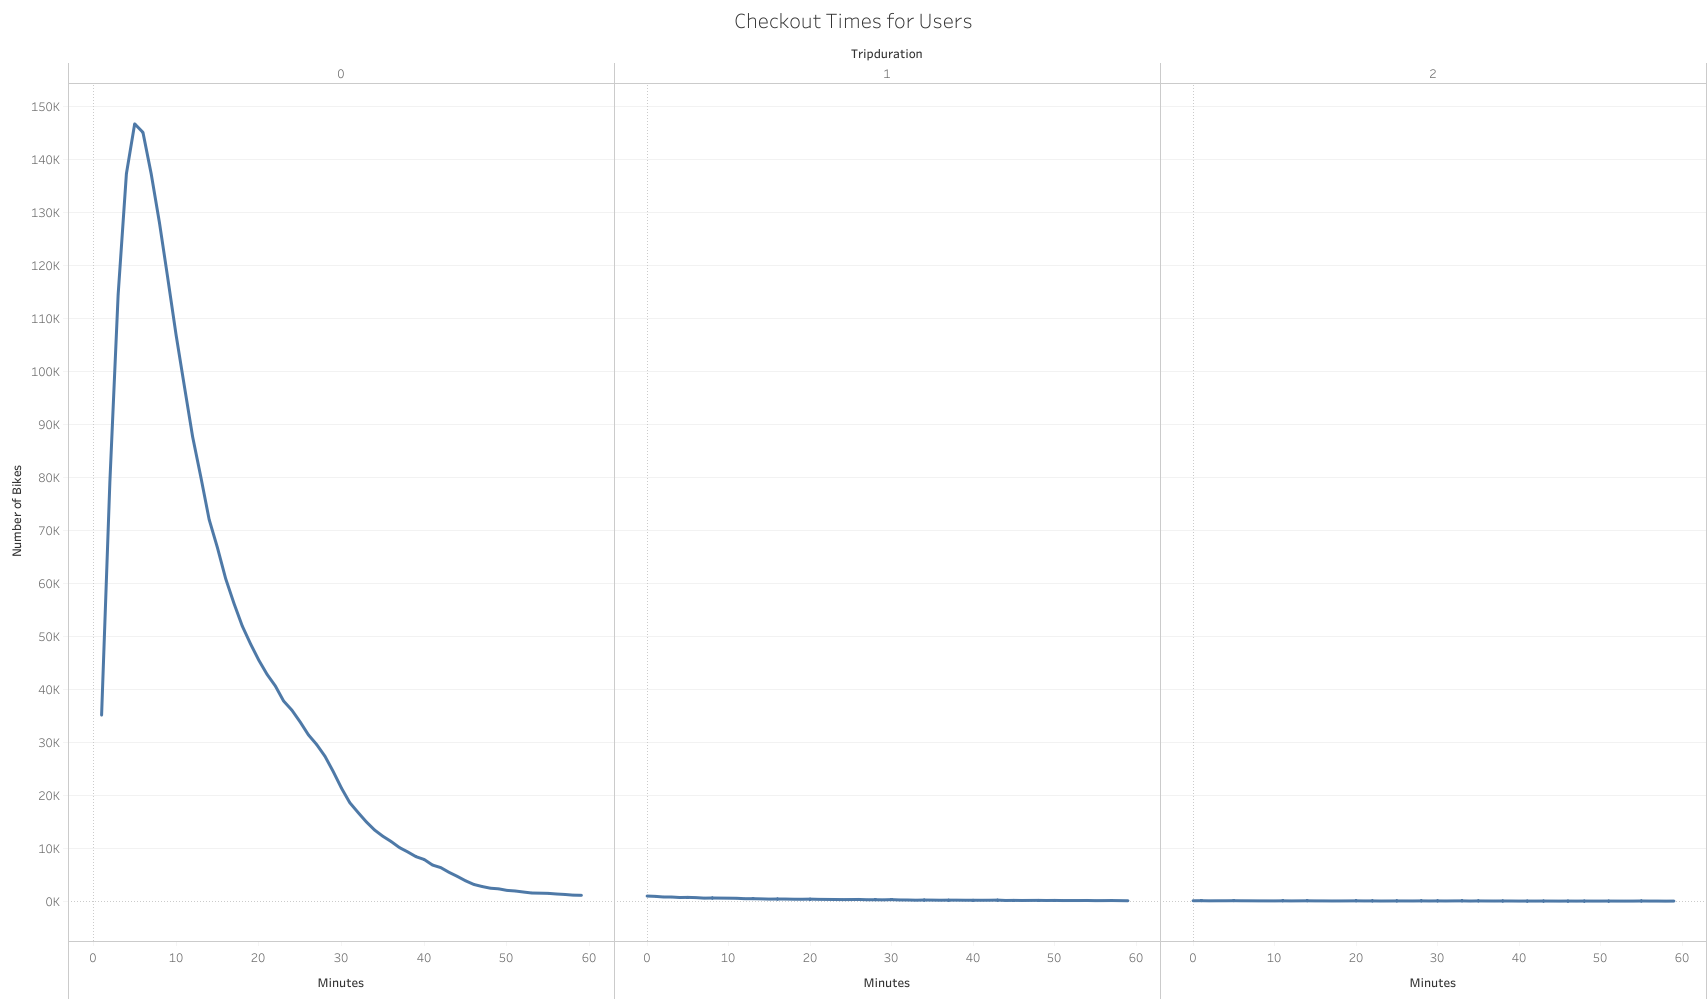 Checkout Times for Users
Tripduration
0 1 2
150K
140K
130K
120K
110K
100K
90K
80K
70K
60K
50K
40K
30K
20K
10K
0K
Number of Bikes
0 10 20 30 40 50 60 0 10 20 30 40 50 60 0 10 20 30 40 50 60
Minutes Minutes Minutes